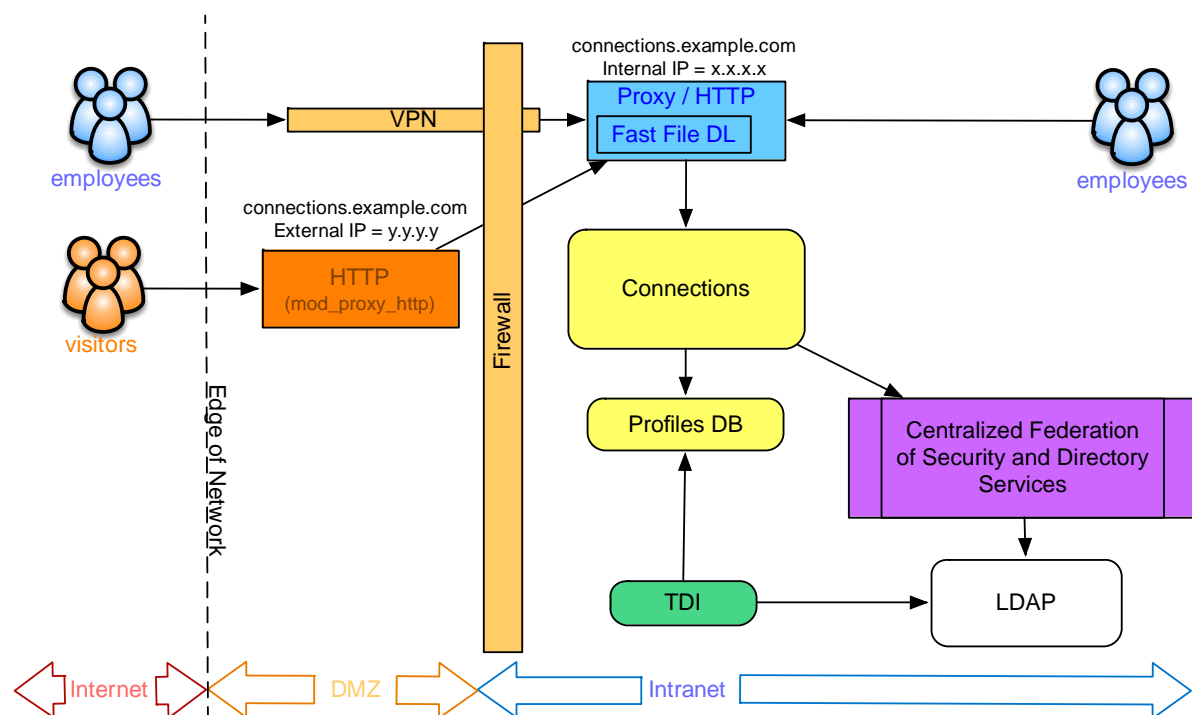 connections.example.com
Internal IP = x.x.x.x
Proxy / HTTP
Fast File DL
VPN
employees
employees
connections.example.com
External IP = y.y.y.y
HTTP
(mod_proxy_http)
visitors
Firewall
Connections
Edge of Network
Profiles DB
Centralized Federation
of Security and Directory
Services
TDI
LDAP
Internet
DMZ
Intranet